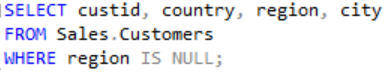 SELECT custid, country, region, city
FROM Sales.Customers
WHERE region IS NULL;